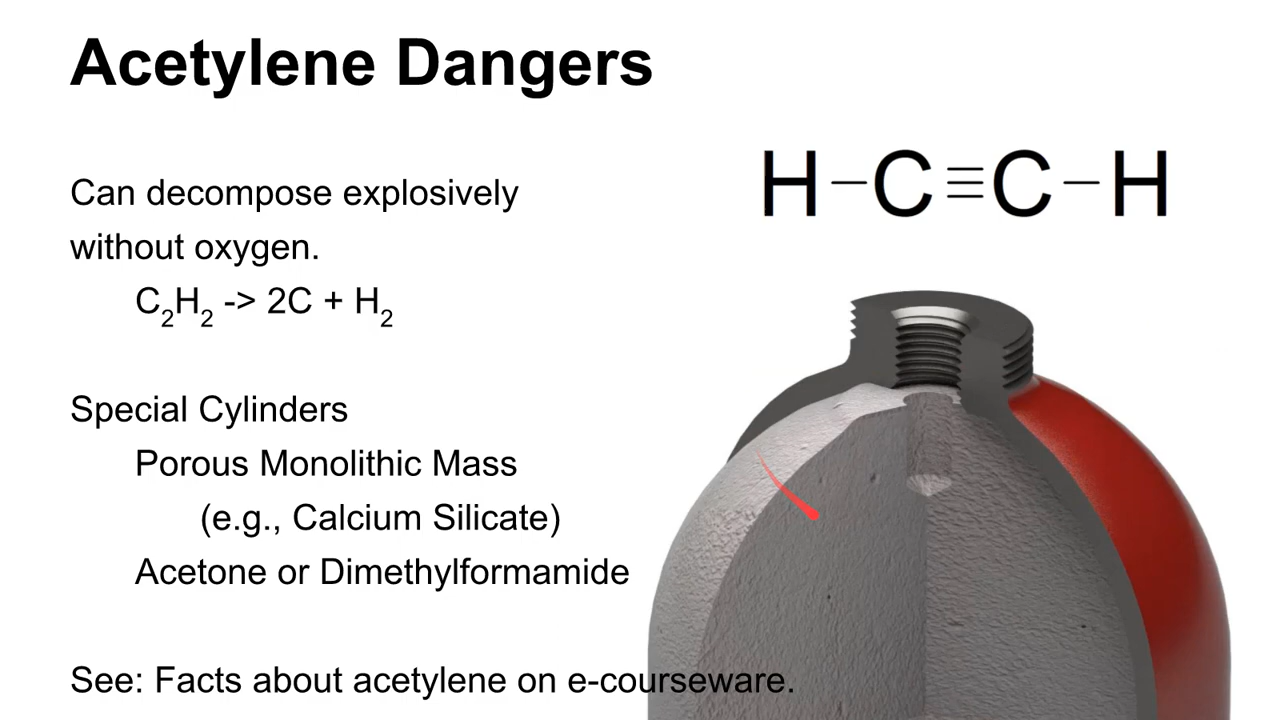 Acetylene Dangers
Can decompose explosively
without oxygen.
C₂H₂ -> 2C + H₂
Special Cylinders
Porous Monolithic Mass
(e.g., Calcium Silicate)
Acetone or Dimethylformamide
See: Facts about acetylene on e-courseware.
H–C≡C–H